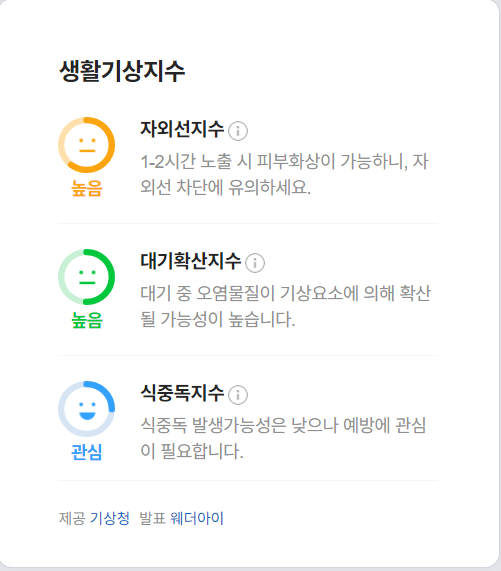 생활기상지수
자외선지수
1-2시간 노출 시 피부화상이 가능하니, 자
외선 차단에 유의하세요.
높음
대기확산지수
대기 중 오염물질이 기상요소에 의해 확산
될 가능성이 높습니다.
높음
식중독지수
식중독 발생가능성은 낮으나 예방에 관심
이 필요합니다.
관심
제공 기상청 발표 웨더아이